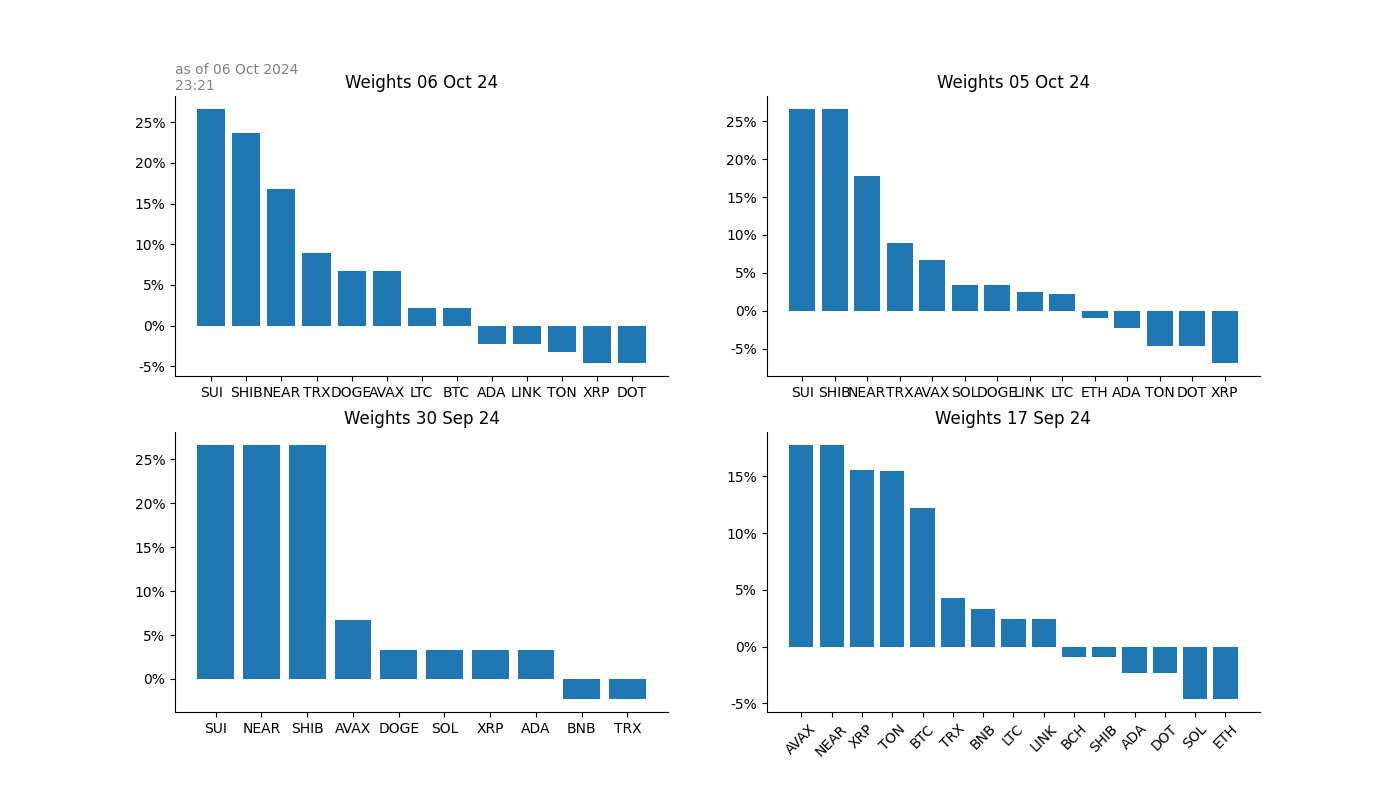 as of 06 Oct 2024
23:21
Weights 06 Oct 24
25%
20%
15%
10%
5%
0%
-5%
SUI SHIB NEAR TRX DOGE AVAX LTC BTC ADA LINK TON XRP DOT
Weights 05 Oct 24
25%
20%
15%
10%
5%
0%
-5%
SUI SHIB NEAR TRX AVAX SOL DOGE LINK LTC ETH ADA TON DOT XRP
Weights 30 Sep 24
25%
20%
15%
10%
5%
0%
SUI NEAR SHIB AVAX DOGE SOL XRP ADA BNB TRX
Weights 17 Sep 24
15%
10%
5%
0%
-5%
AVAX NEAR XRP TON BTC TRX BNB LTC LINK BCH SHIB ADA DOT SOL ETH